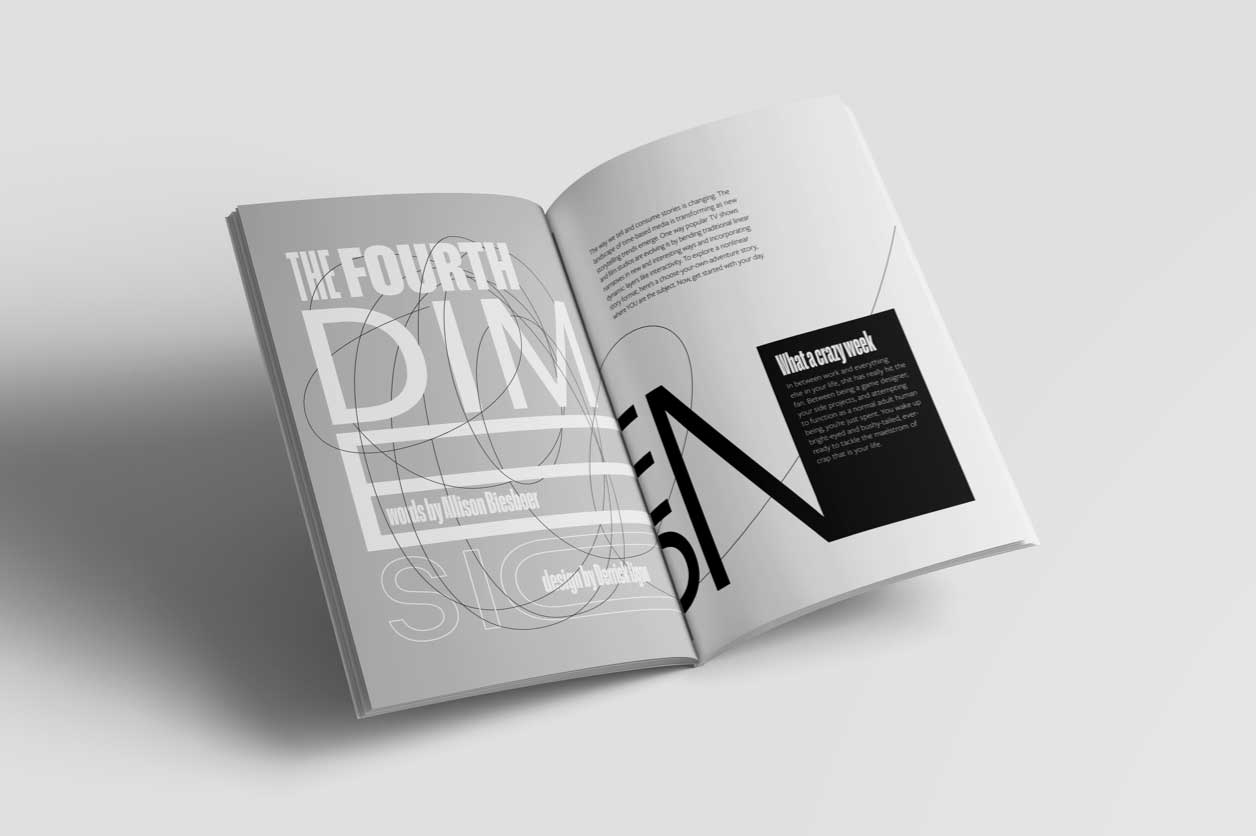 THE FOURTH
DIM
EN
words by Allison Biesboer
SIO
design by Derrick
The way we tell and consume stories is changing. The
landscape of time-based media is transforming as new
storytelling trends emerge. One way popular TV shows
and film studios are evolving is by bending traditional linear
narratives in new and interesting ways and incorporating
dynamic layers like interactivity. To explore a nonlinear
story format, here's a choose-your-own-adventure story,
where YOU are the subject. Now, get started with your day.
What a crazy week
In between work and everything
else in your life, shit has really hit the
fan. Between being a game designer,
your side projects, and attempting
to function as a normal adult human
being, you're just spent. You wake up
bright-eyed and bushy-tailed, ever-
ready to tackle the maelstrom of
crap that is your life.